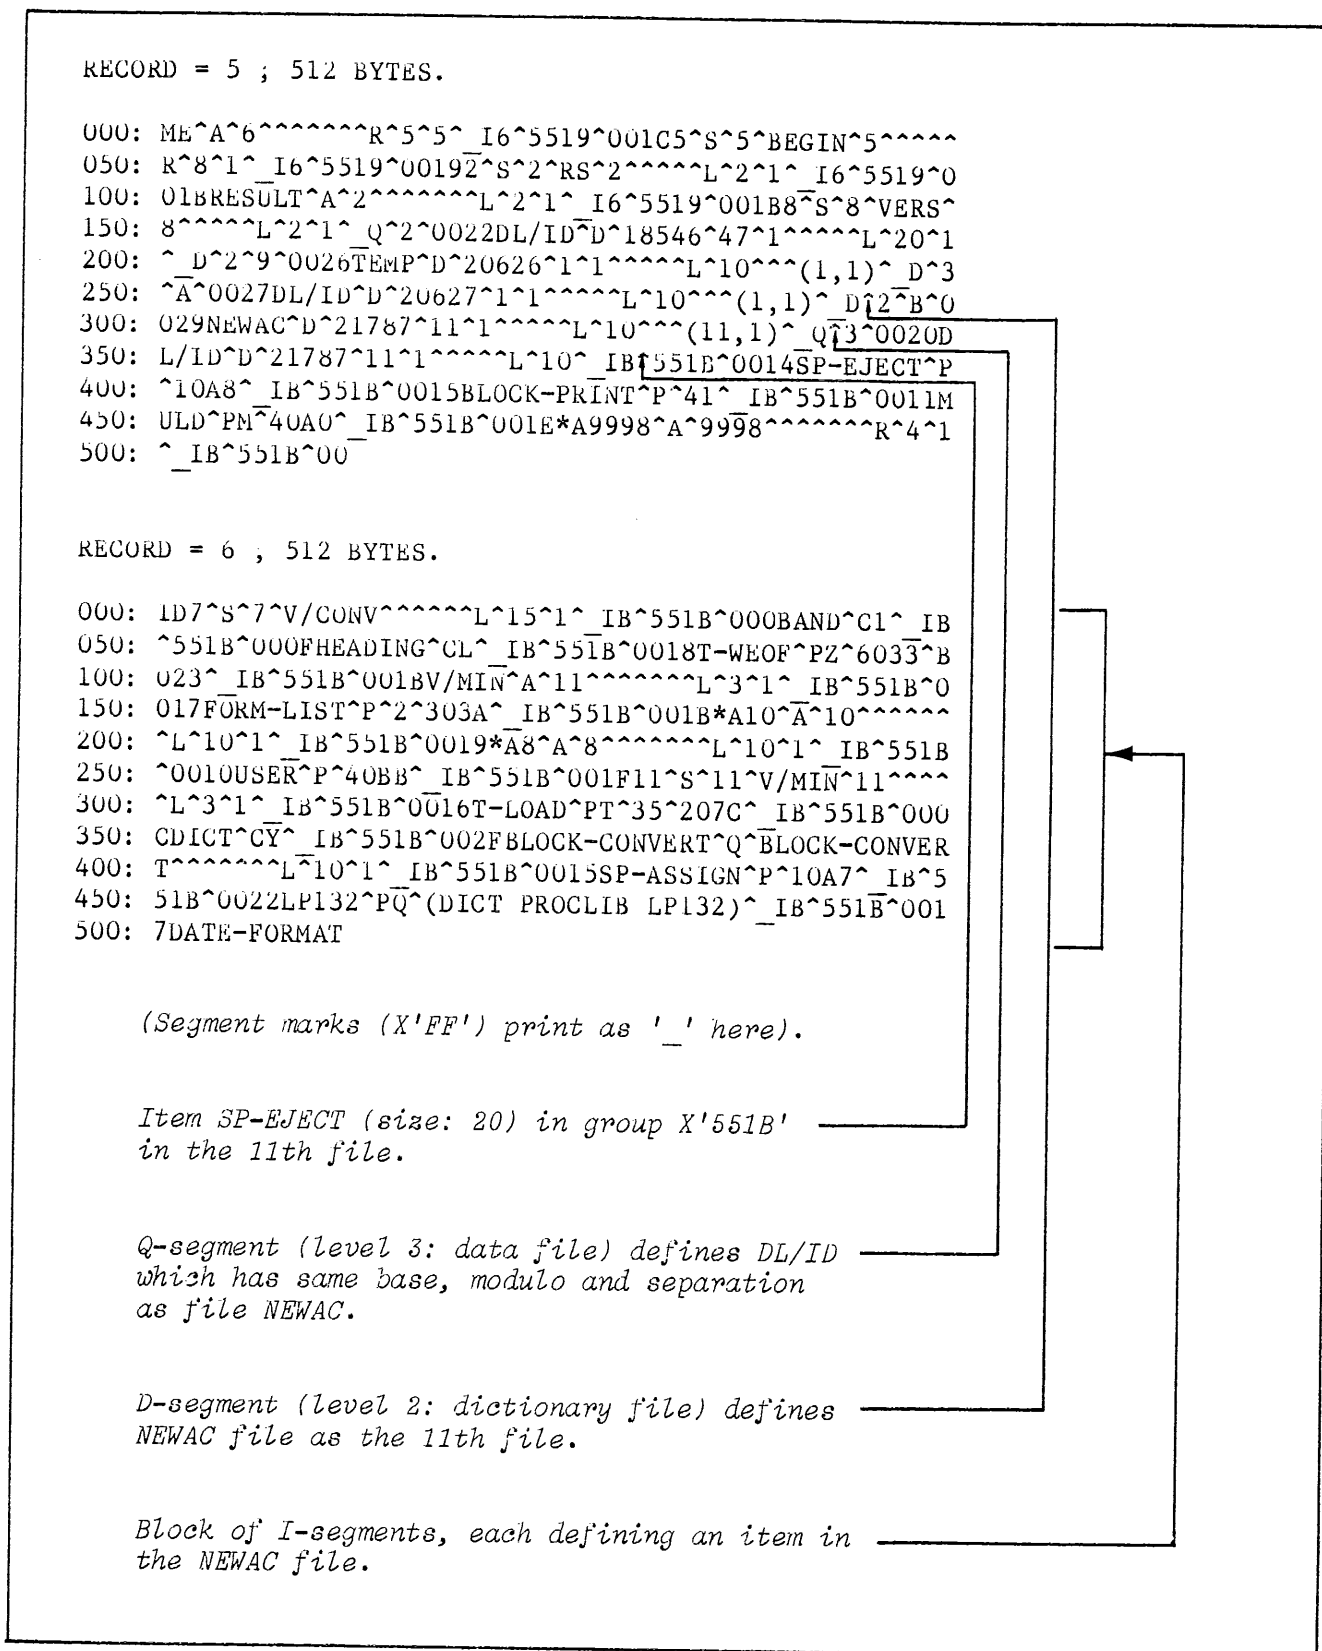 RECORD = 5 ; 512 BYTES.
000: ME^A^6^^^^^^^R^5^5^_I6^5519^001C5^S^5^BEGIN^5^^^^^
050: R^8^1^_I6^5519^00192^S^2^RS^2^^^^^L^2^1^_I6^5519^0
100: 01BRESULT^A^2^^^^^^^L^2^1^_I6^5519^001B8^S^8^VERS^
150: 8^^^^^L^2^1^_Q^2^0022DL/ID^D^18546^47^1^^^^^L^20^1
200: ^_D^2^9^0026TEMP^D^20626^1^1^^^^^L^10^^^(1,1)^_D^3
250: ^A^0027DL/ID^D^20627^1^1^^^^^L^10^^^(1,1)^_D^2^B^0
300: 029NEWAC^D^21787^11^1^^^^^L^10^^^(11,1)^_Q^3^0020D
350: L/ID^D^21787^11^1^^^^^L^10^_IB^551B^0014SP-EJECT^P
400: ^10A8^_IB^551B^0015BLOCK-PRINT^P^41^_IB^551B^0011M
450: ULD^PM^40A0^_IB^551B^001E*A9998^A^9998^^^^^^^R^4^1
500: ^_IB^551B^00
RECORD = 6 , 512 BYTES.
000: 1D7^S^7^V/CONV^^^^^^L^15^1^_IB^551B^000BAND^C1^_IB
050: ^551B^000FHEADING^CL^_IB^551B^0018T-WEOF^PZ^6033^B
100: 023^_IB^551B^001BV/MIN^A^11^^^^^^^L^3^1^_IB^551B^0
150: 017FORM-LIST^P^2^303A^_IB^551B^001B*A10^A^10^^^^^^
200: ^L^10^1^_IB^551B^0019*A8^A^8^^^^^^^L^10^1^_IB^551B
250: ^0010USER^P^40BB^_IB^551B^001F11^S^11^V/MIN^11^^^^
300: ^L^3^1^_IB^551B^0016T-LOAD^PT^35^207C^_IB^551B^000
350: CDICT^CY^_IB^551B^002FBLOCK-CONVERT^Q^BLOCK-CONVER
400: T^^^^^^^L^10^1^_IB^551B^0015SP-ASSIGN^P^10A7^_IB^5
450: 51B^0022LP132^PQ^(DICT PROCLIB LP132)^_IB^551B^001
500: 7DATE-FORMAT
(Segment marks (X'FF') print as '_' here).
Item SP-EJECT (size: 20) in group X'551B'
in the 11th file.
Q-segment (level 3: data file) defines DL/ID
which has same base, modulo and separation
as file NEWAC.
D-segment (level 2: dictionary file) defines
NEWAC file as the 11th file.
Block of I-segments, each defining an item in
the NEWAC file.